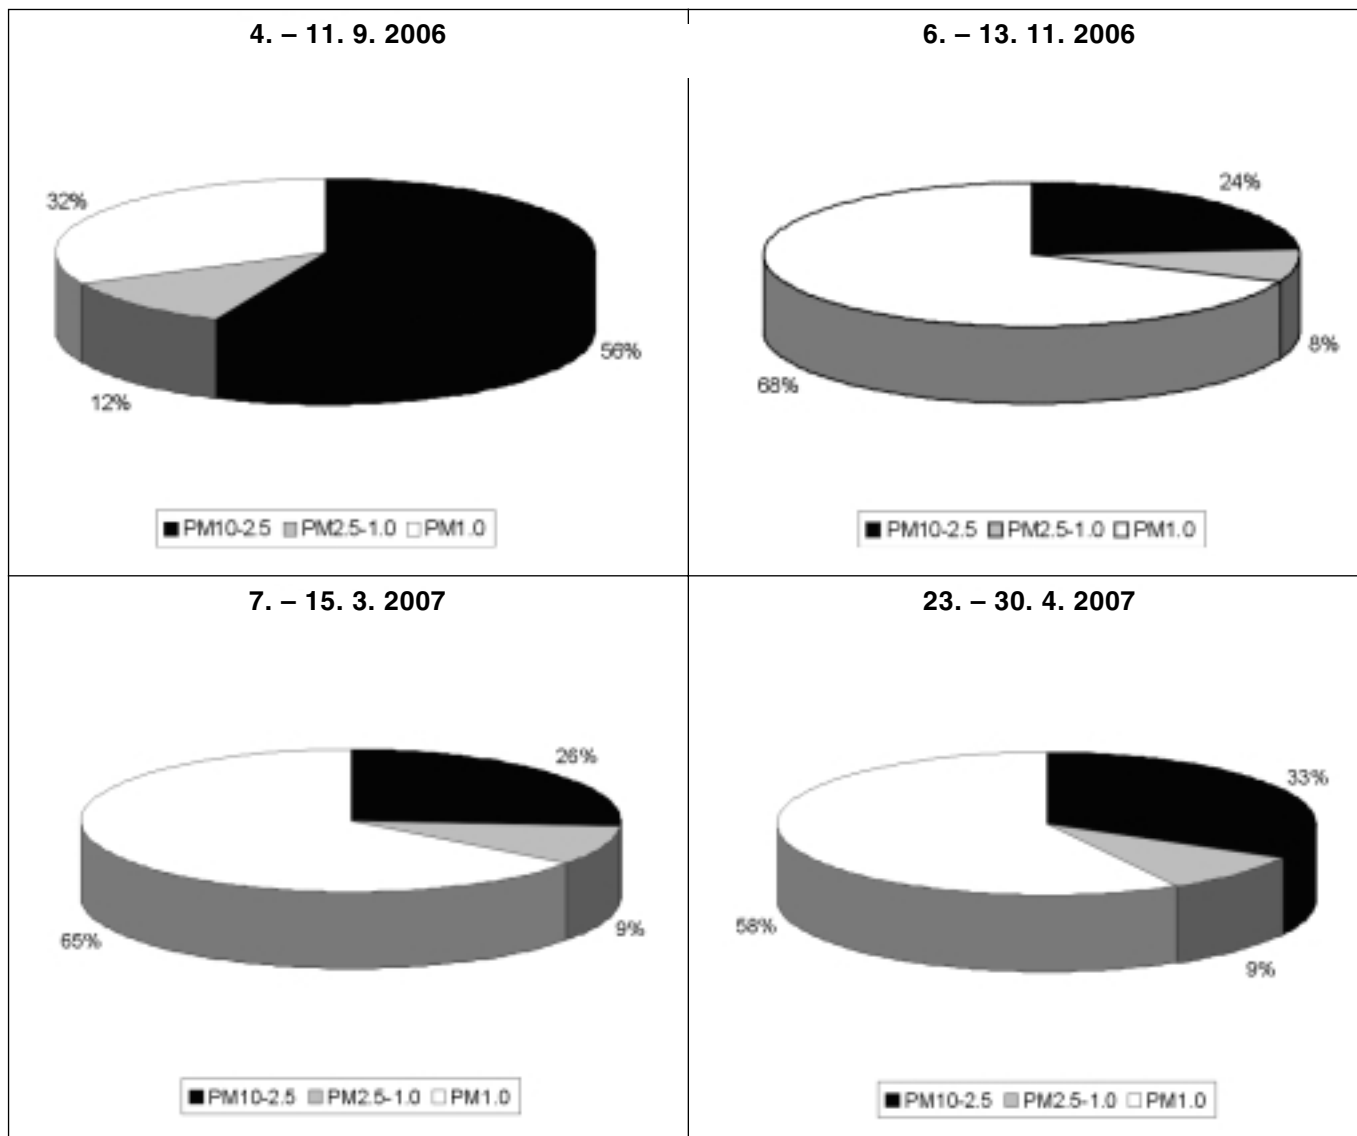 4. – 11. 9. 2006
32%
56%
12%
PM10-2.5 PM2.5-1.0 PM1.0
6. – 13. 11. 2006
24%
8%
68%
PM10-2.5 PM2.5-1.0 PM1.0
7. – 15. 3. 2007
26%
9%
65%
PM10-2.5 PM2.5-1.0 PM1.0
23. – 30. 4. 2007
33%
58%
9%
PM10-2.5 PM2.5-1.0 PM1.0